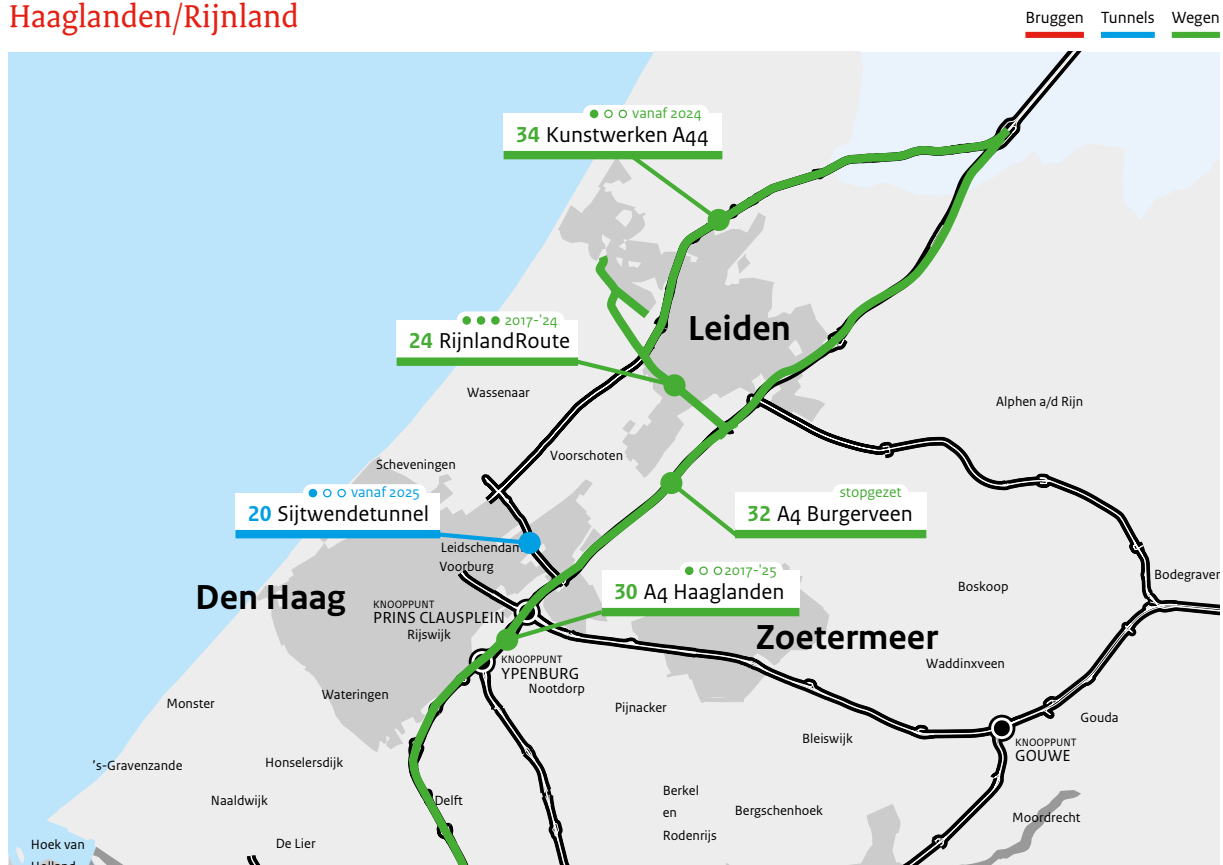 Haaglanden/Rijnland
Bruggen Tunnels Wegen
vanaf 2024
34 Kunstwerken A44
2017-'24
24 RijnlandRoute
Leiden
Wassenaar
Alphen a/d Rijn
Voorschoten
Scheveningen
vanaf 2025
20 Sijtwendetunnel
stopgezet
32 A4 Burgerveen
Leidschendam
Voorburg
2017-'25
30 A4 Haaglanden
Bodegraven
Boskoop
Den Haag
KNOOPPUNT
PRINS CLAUSPLEIN
Rijswijk
Zoetermeer
Waddinxveen
KNOOPPUNT
YPENBURG
Nootdorp
Wateringen
Monster
Pijnacker
Gouda
Bleiswijk
KNOOPPUNT
GOUWE
's-Gravenzande
Honselersdijk
Naaldwijk
Delft
Berkel
en
Rodenrijs
Bergschenhoek
Moordrecht
De Lier
Hoek van
Holland